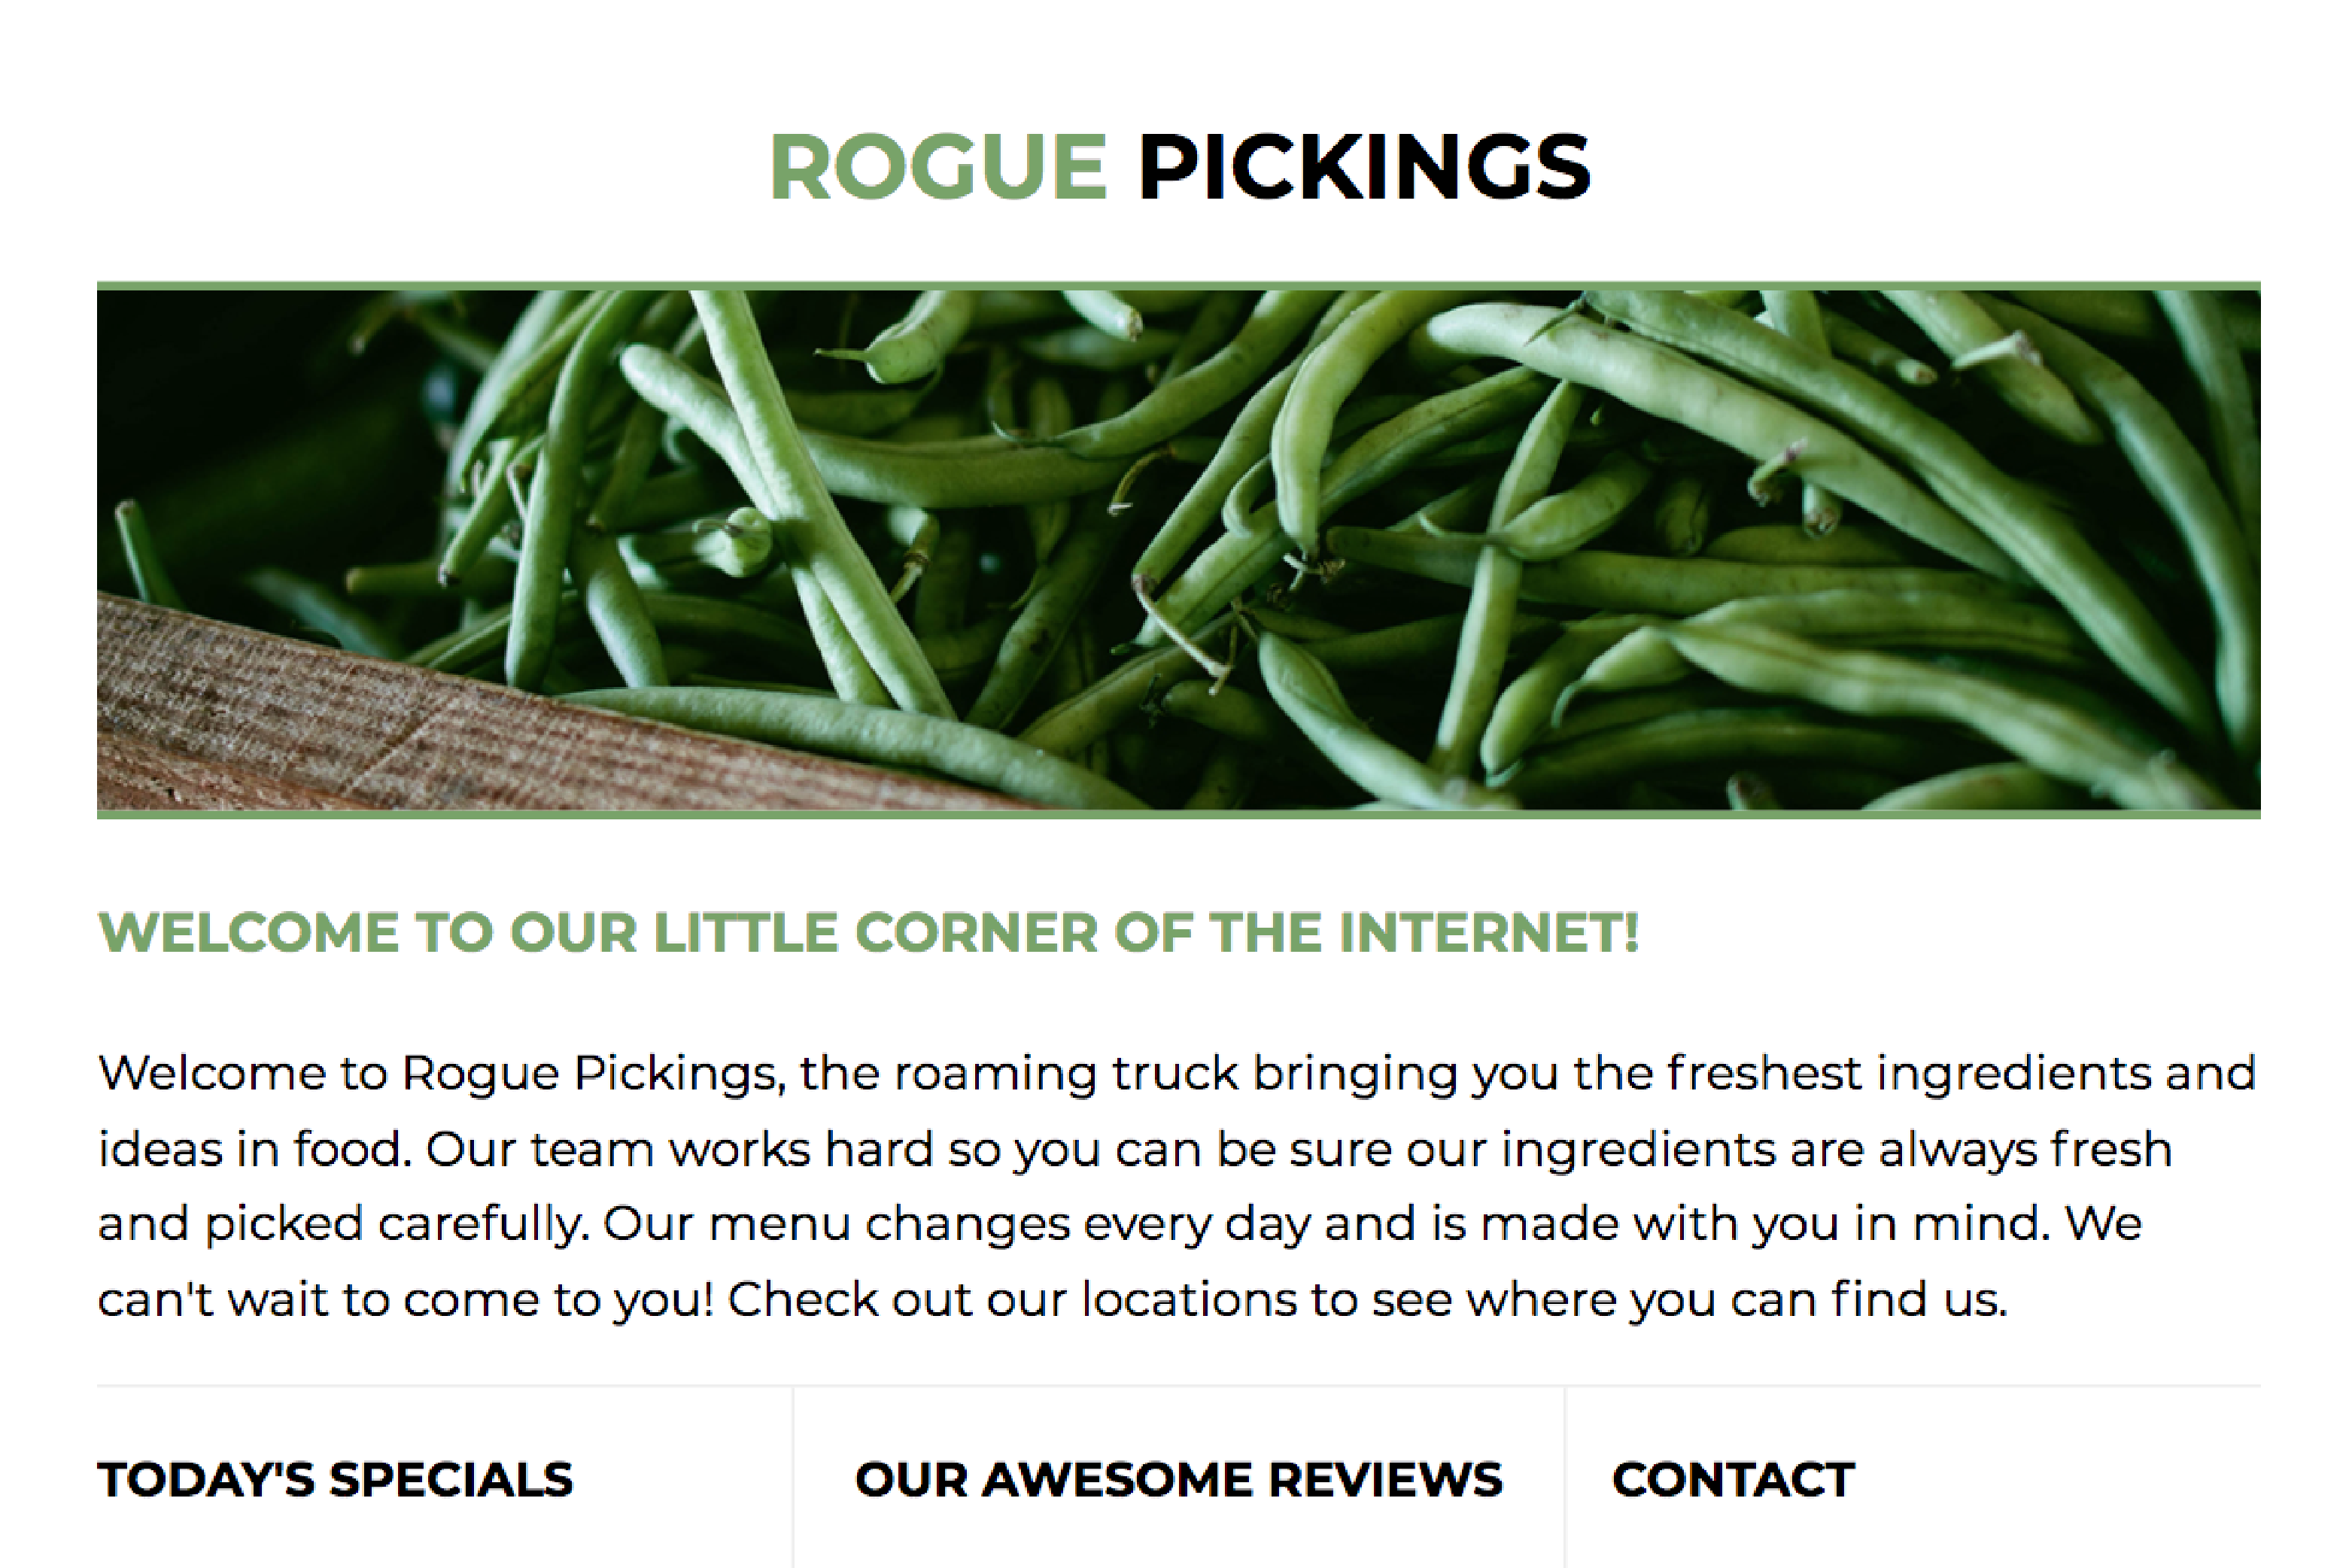 ROGUE PICKINGS
WELCOME TO OUR LITTLE CORNER OF THE INTERNET!
Welcome to Rogue Pickings, the roaming truck bringing you the freshest ingredients and
ideas in food. Our team works hard so you can be sure our ingredients are always fresh
and picked carefully. Our menu changes every day and is made with you in mind. We
can't wait to come to you! Check out our locations to see where you can find us.
TODAY'S SPECIALS
OUR AWESOME REVIEWS
CONTACT